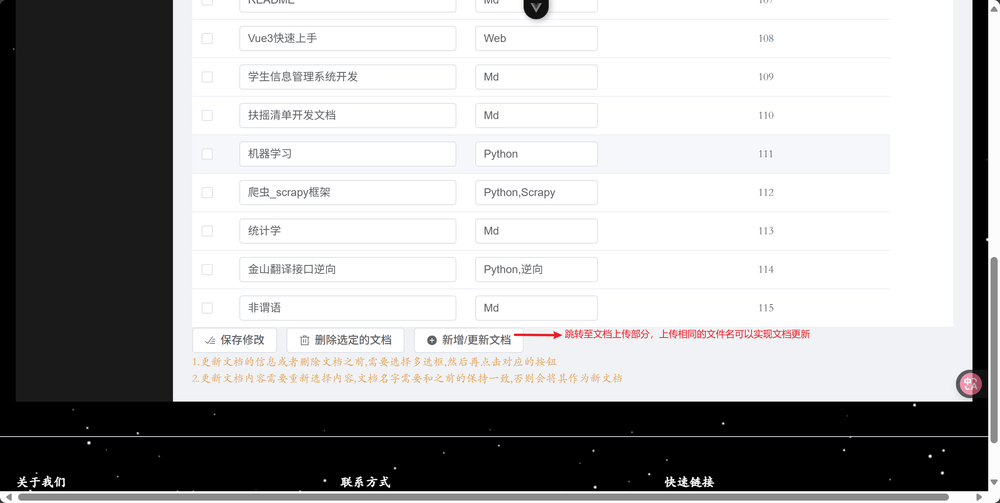 README Md 107
Vue3快速上手 Web 108
学生信息管理系统开发 Md 109
扶摇清单开发文档 Md 110
机器学习 Python 111
爬虫_scrapy框架 Python,Scrapy 112
统计学 Md 113
金山翻译接口逆向 Python,逆向 114
非谓语 Md 115
保存修改 删除选定的文档 新增/更新文档 跳转至文档上传部分，上传相同的文件名可以实现文档更新
1.更新文档的信息或者删除文档之前,需要选择多选框,然后再点击对应的按钮
2.更新文档内容需要重新选择内容,文档名字需要和之前的保持一致,否则会将其作为新文档
中A
关于我们 联系方式 快速链接